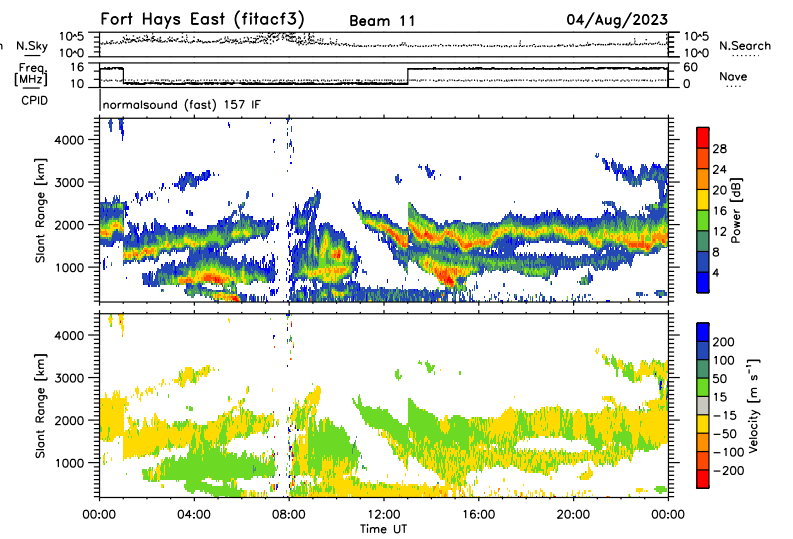 Fort Hays East (fitacf3) Beam 11 04/Aug/2023
N.Sky 10^5 10^5 N.Search
10^0 10^0
Freq. [MHz] 16 60 Nave
10 0
CPID normalsound (fast) 157 IF
Slant Range [km]
4000
3000
2000
1000
Power [dB]
28
24
20
16
12
8
4
Slant Range [km]
4000
3000
2000
1000
Velocity [m s⁻¹]
200
100
50
15
-15
-50
-100
-200
00:00 04:00 08:00 12:00 16:00 20:00 00:00
Time UT